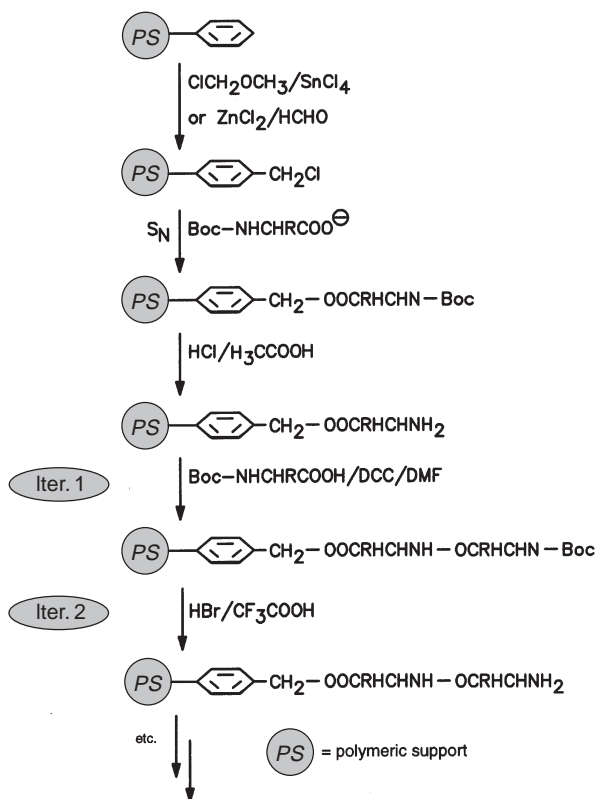 PS
ClCH2OCH3/SnCl4
or ZnCl2/HCHO
PS CH2Cl
SN Boc–NHCHRCOO⊖
PS CH2– OOCRHCHN –Boc
HCl/H3CCOOH
PS CH2– OOCRHCHNH2
Iter. 1 Boc–NHCHRCOOH/DCC/DMF
PS CH2– OOCRHCHNH – OCRHCHN –Boc
Iter. 2 HBr/CF3COOH
PS CH2– OOCRHCHNH – OCRHCHNH2
etc.
PS = polymeric support